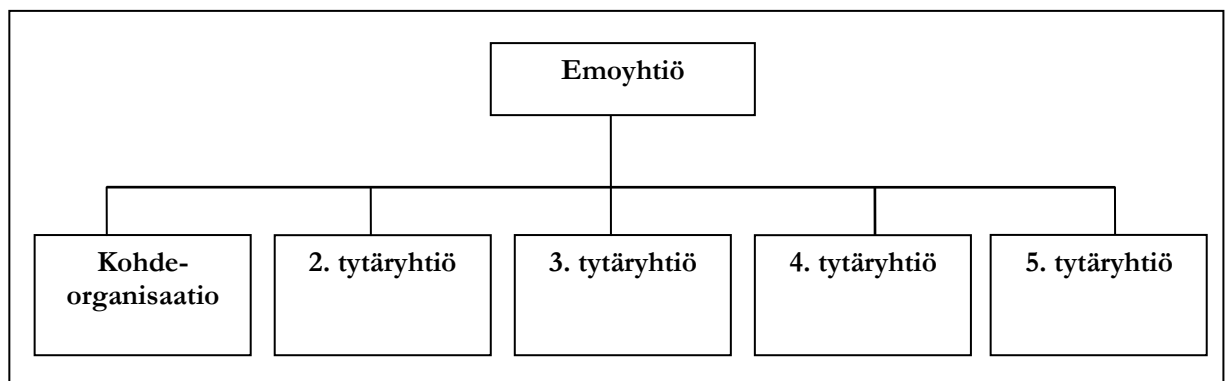 Emoyhtiö
Kohde-
organisaatio
2. tytäryhtiö
3. tytäryhtiö
4. tytäryhtiö
5. tytäryhtiö